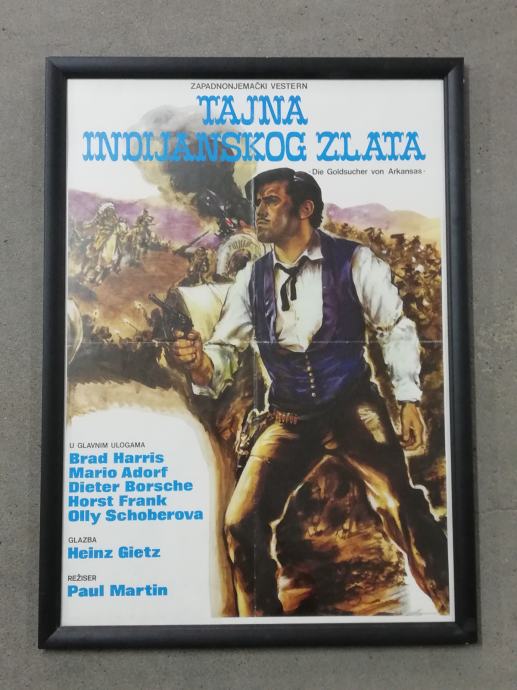 ZAPADNONJEMAČKI VESTERN
TAJNA
INDIJANSKOG ZLATA
·Die Goldsucher von Arkansas·
U GLAVNIM ULOGAMA
Brad Harris
Mario Adorf
Dieter Borsche
Horst Frank
Olly Schoberova
GLAZBA
Heinz Gietz
REŽISER
Paul Martin